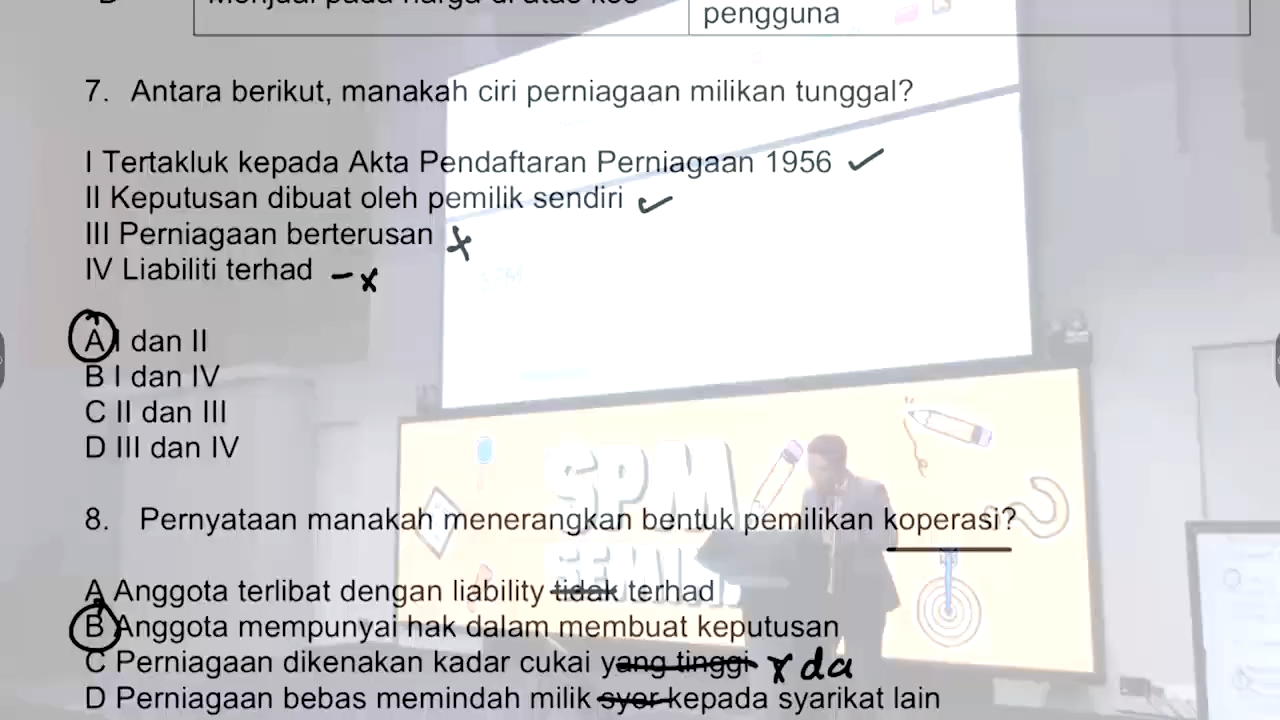 pengguna
7. Antara berikut, manakah ciri perniagaan milikan tunggal?
I Tertakluk kepada Akta Pendaftaran Perniagaan 1956
II Keputusan dibuat oleh pemilik sendiri
III Perniagaan berterusan
IV Liabiliti terhad – x
A I dan II
B I dan IV
C II dan III
D III dan IV
8. Pernyataan manakah menerangkan bentuk pemilikan koperasi?
A Anggota terlibat dengan liability tidak terhad
B Anggota mempunyai hak dalam membuat keputusan
C Perniagaan dikenakan kadar cukai yang tinggi
D Perniagaan bebas memindah milik syer kepada syarikat lain
SPM